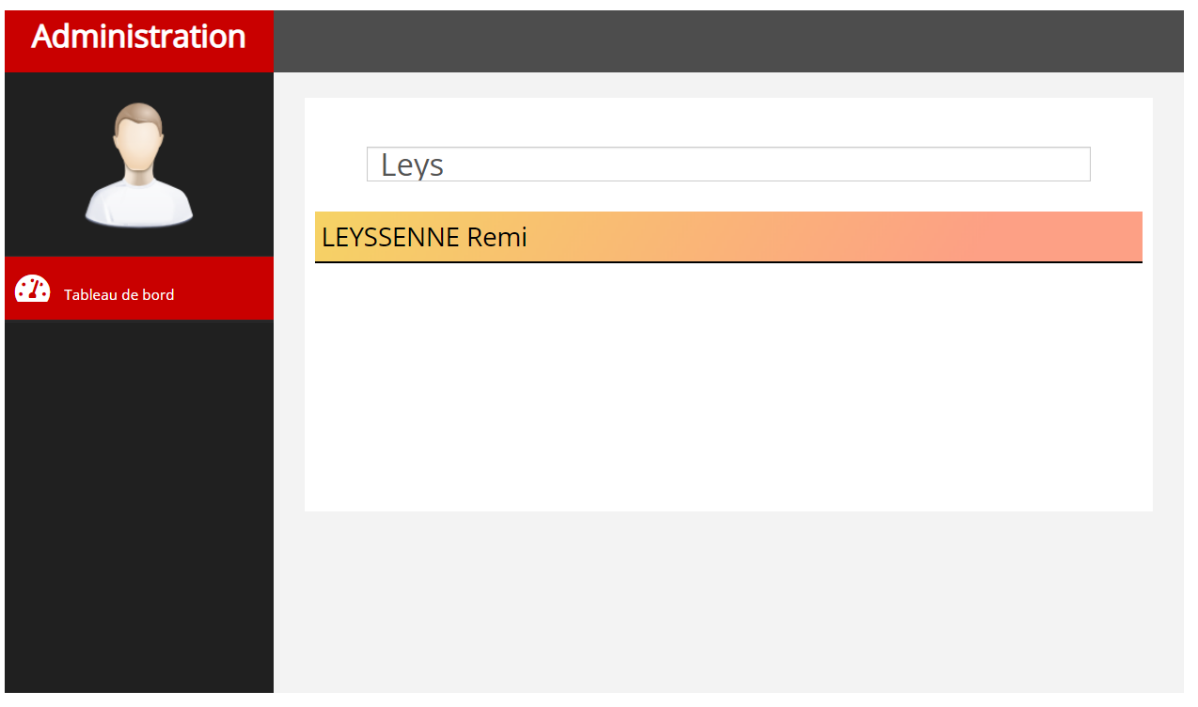 Administration
Leys
LEYSSENNE Remi
Tableau de bord